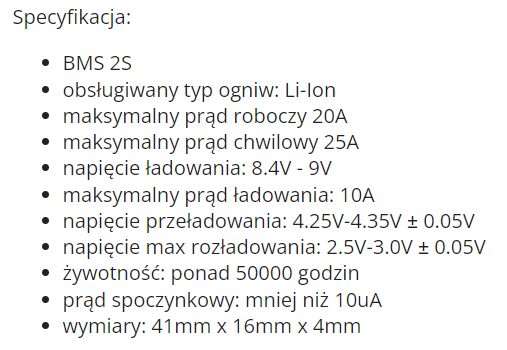 Specyfikacja:
• BMS 2S
• obsługiwany typ ogniw: Li-Ion
• maksymalny prąd roboczy 20A
• maksymalny prąd chwilowy 25A
• napięcie ładowania: 8.4V - 9V
• maksymalny prąd ładowania: 10A
• napięcie przeładowania: 4.25V-4.35V ± 0.05V
• napięcie max rozładowania: 2.5V-3.0V ± 0.05V
• żywotność: ponad 50000 godzin
• prąd spoczynkowy: mniej niż 10uA
• wymiary: 41mm x 16mm x 4mm